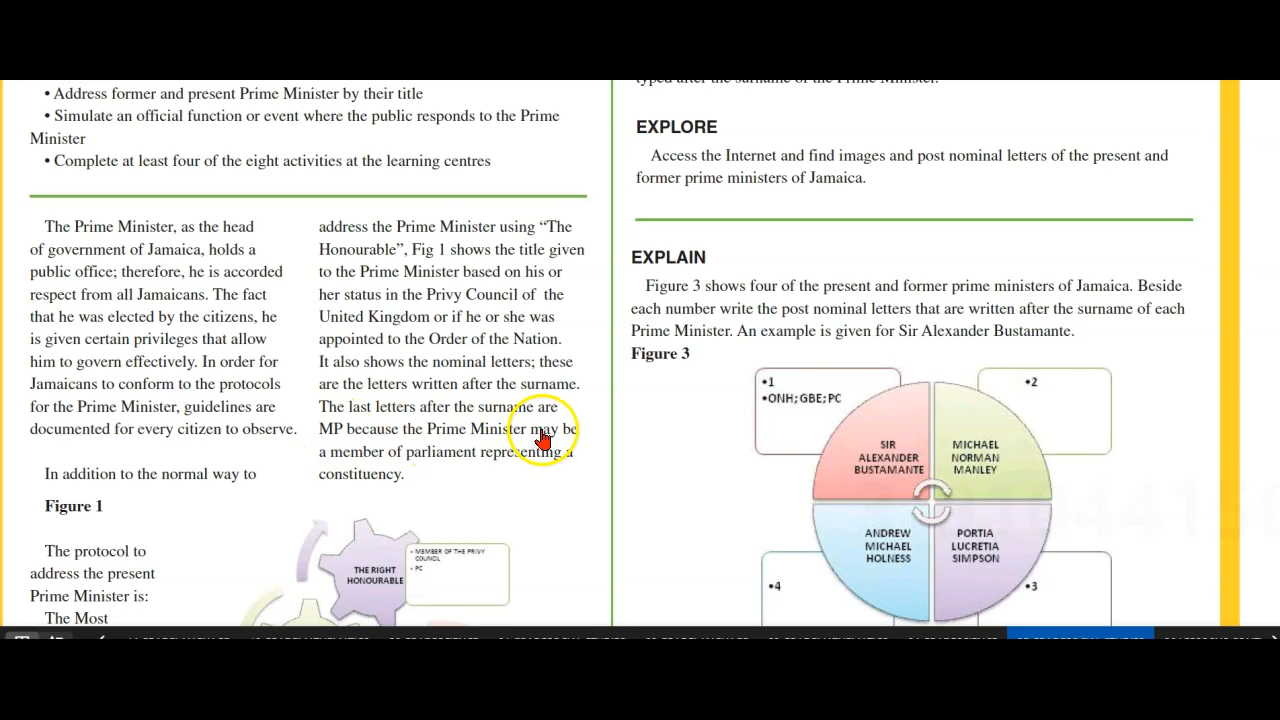 • Address former and present Prime Minister by their title
• Simulate an official function or event where the public responds to the Prime
Minister
• Complete at least four of the eight activities at the learning centres
The Prime Minister, as the head
of government of Jamaica, holds a
public office; therefore, he is accorded
respect from all Jamaicans. The fact
that he was elected by the citizens, he
is given certain privileges that allow
him to govern effectively. In order for
Jamaicans to conform to the protocols
for the Prime Minister, guidelines are
documented for every citizen to observe.
In addition to the normal way to
address the Prime Minister using “The
Honourable”, Fig 1 shows the title given
to the Prime Minister based on his or
her status in the Privy Council of the
United Kingdom or if he or she was
appointed to the Order of the Nation.
It also shows the nominal letters; these
are the letters written after the surname.
The last letters after the surname are
MP because the Prime Minister may be
a member of parliament representing a
constituency.
Figure 1
The protocol to
address the present
Prime Minister is:
The Most
THE RIGHT
HONOURABLE
• MEMBER OF THE PRIVY
COUNCIL
• PC
typed after the surname of the Prime Minister.
EXPLORE
Access the Internet and find images and post nominal letters of the present and
former prime ministers of Jamaica.
EXPLAIN
Figure 3 shows four of the present and former prime ministers of Jamaica. Beside
each number write the post nominal letters that are written after the surname of each
Prime Minister. An example is given for Sir Alexander Bustamante.
Figure 3
•1
•ONH; GBE; PC
•2
SIR
ALEXANDER
BUSTAMANTE
MICHAEL
NORMAN
MANLEY
ANDREW
MICHAEL
HOLNESS
PORTIA
LUCRETIA
SIMPSON
•4
•3